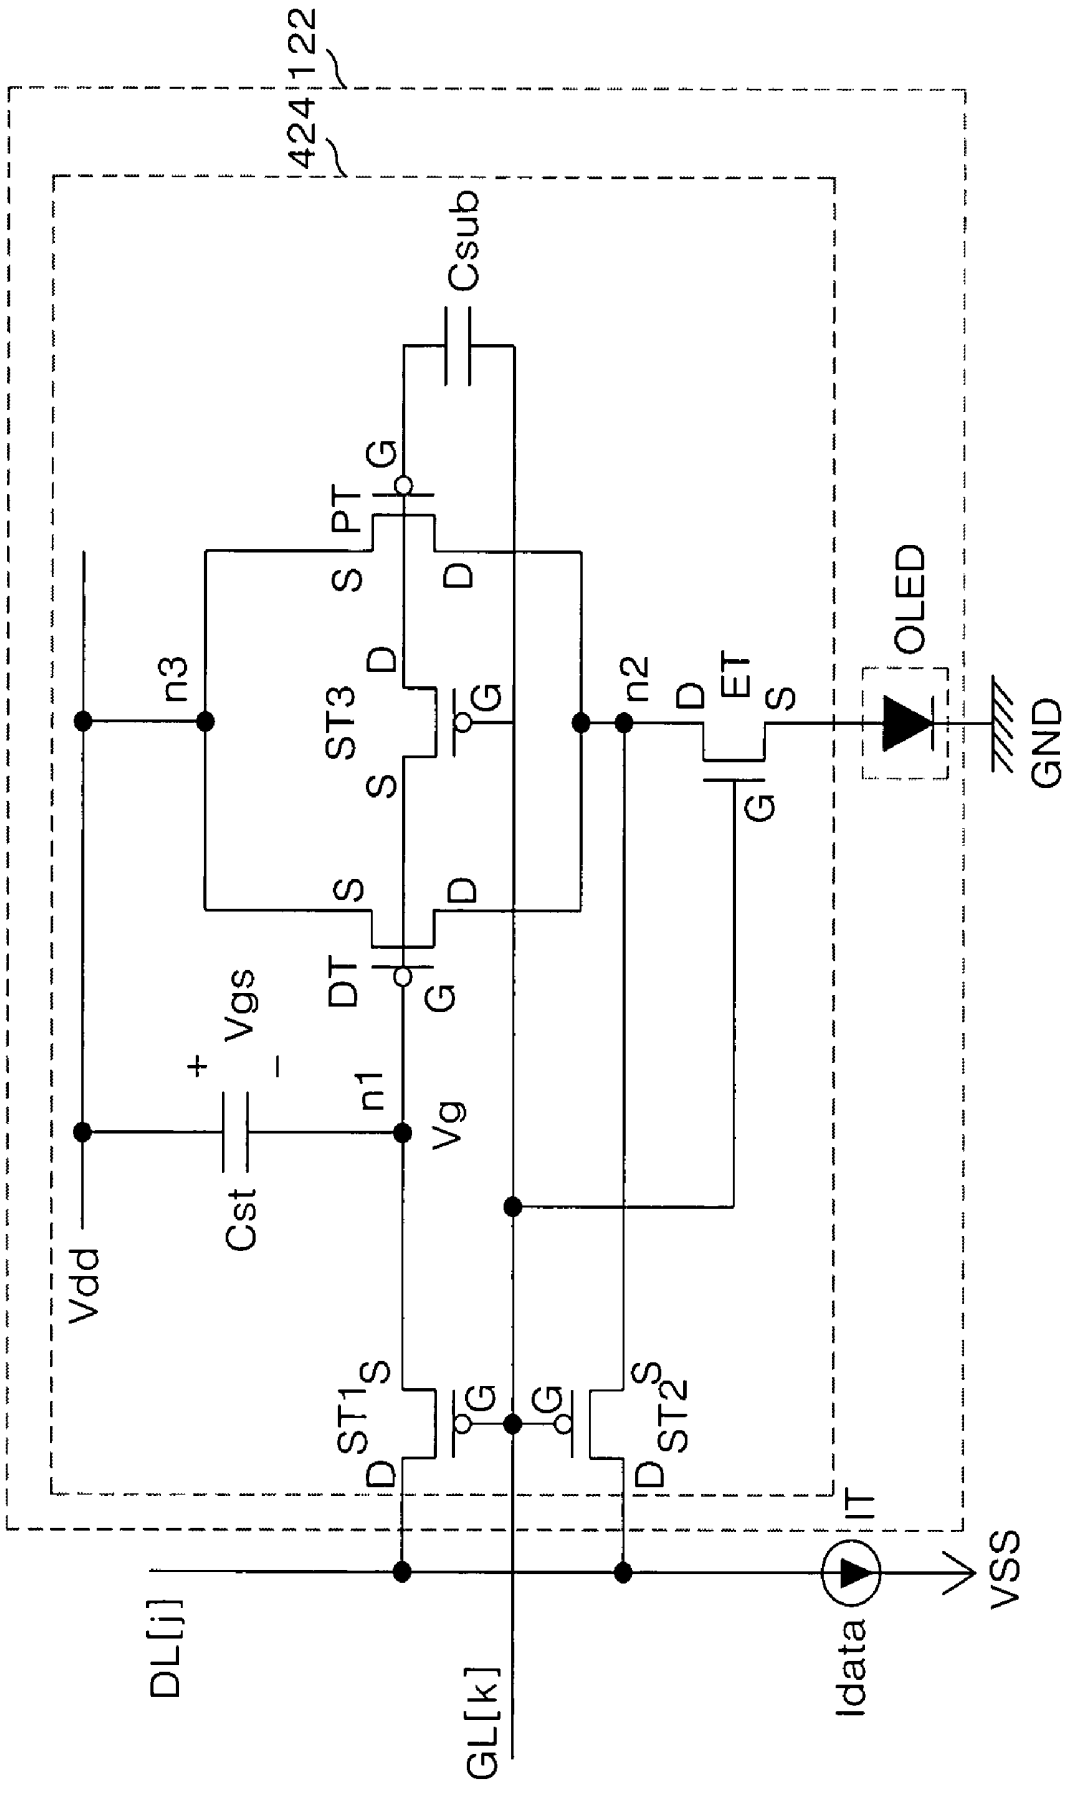 122
424
Vdd
n3
Cst
+
Vgs
−
n1
Vg
DT
S
G
D
ST3
S
D
G
PT
S
G
D
Csub
DL[j]
GL[k]
ST1
D
S
G
G
D
S
ST2
n2
D
ET
S
G
OLED
GND
Idata
IT
VSS